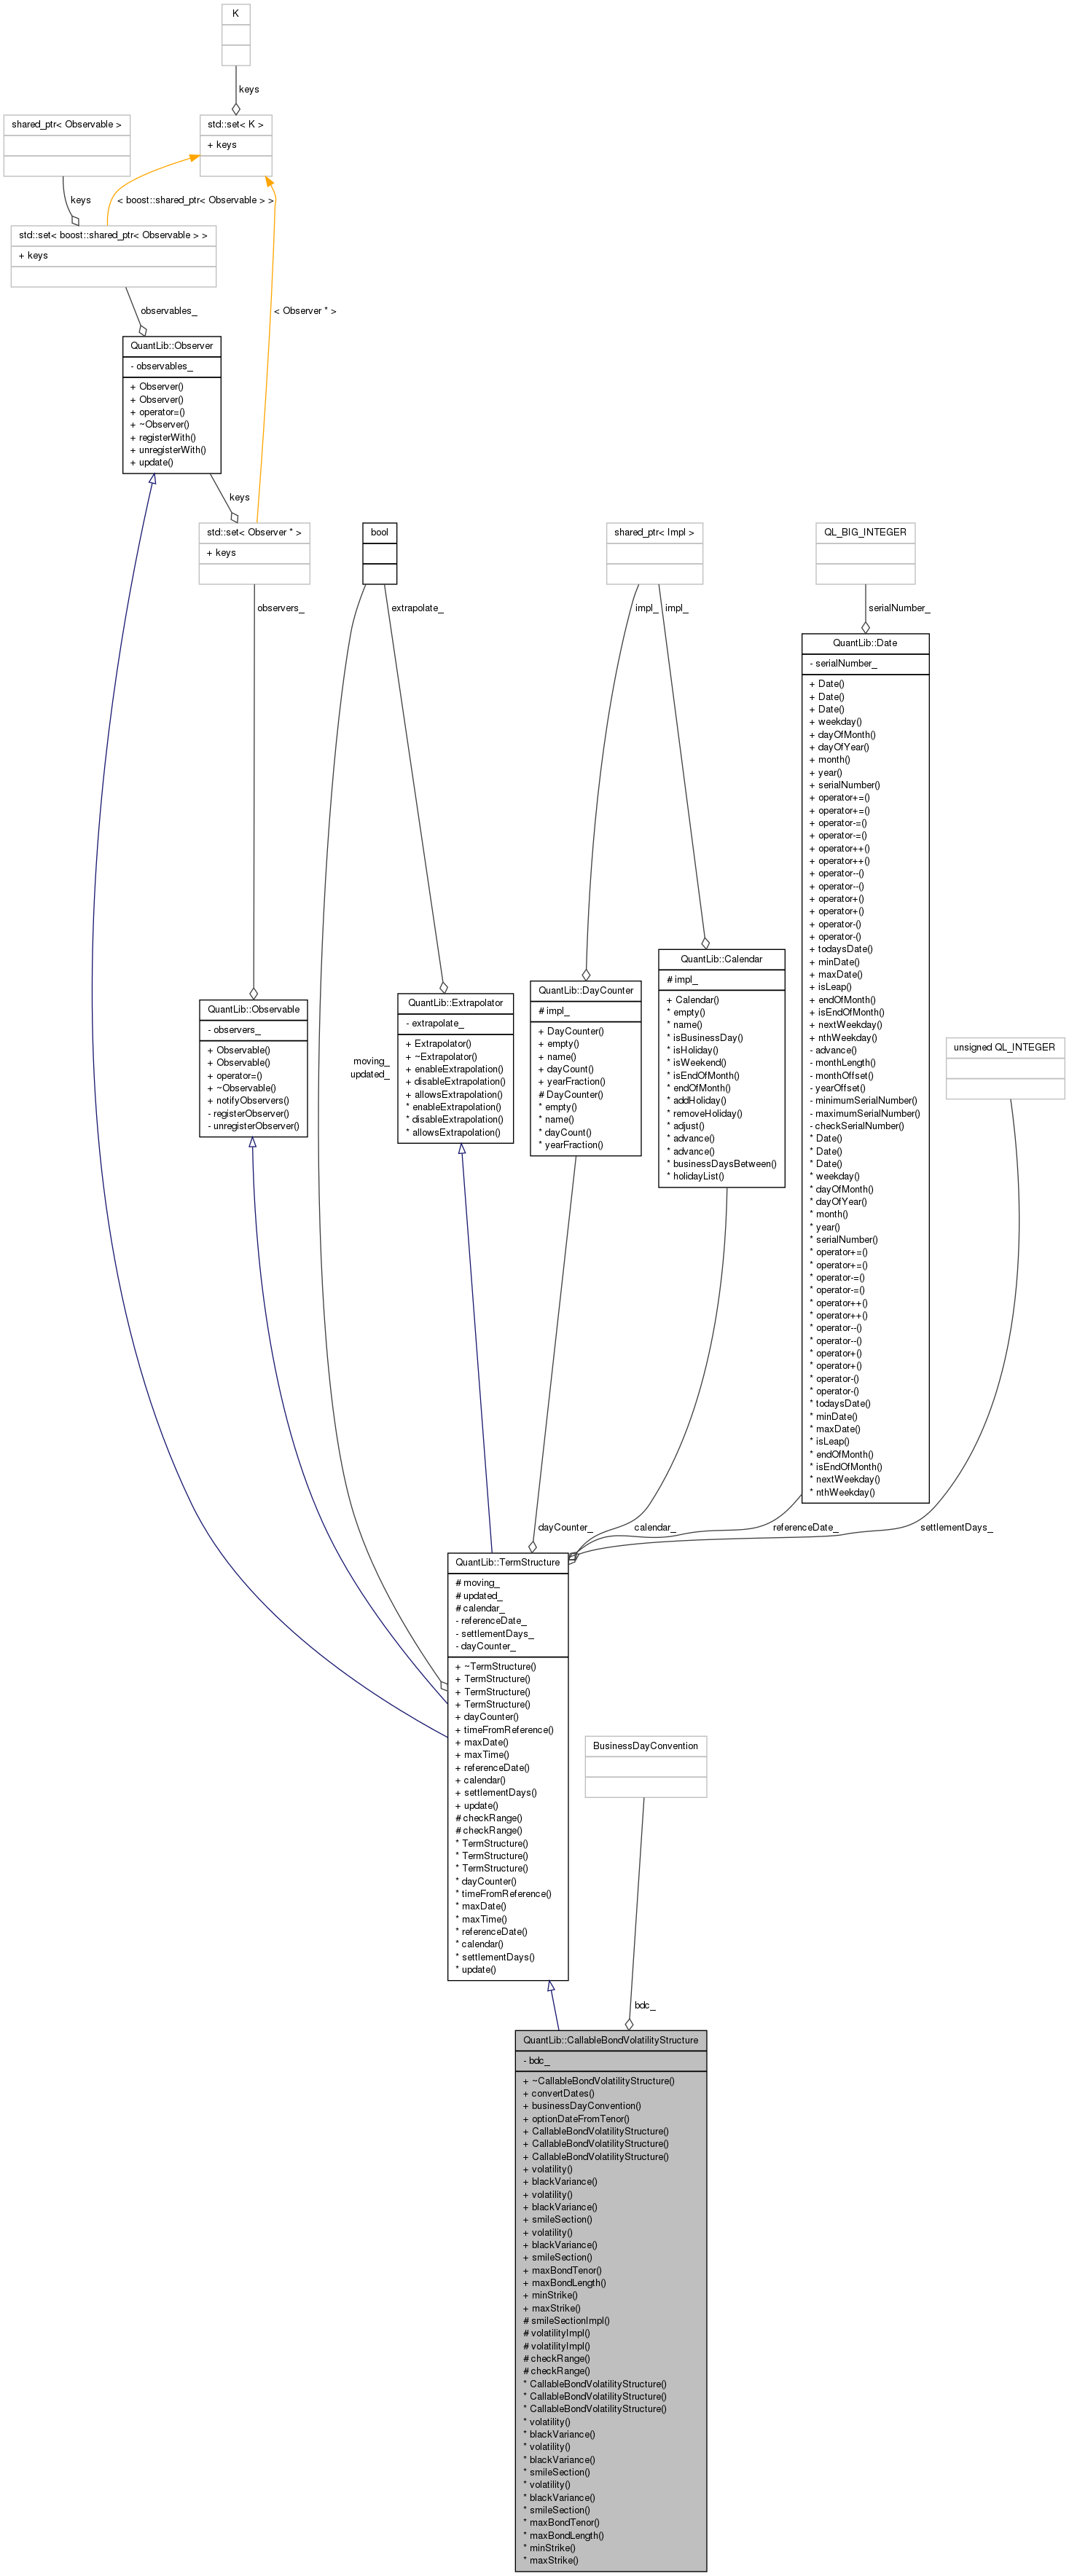 K
keys
shared_ptr< Observable >
std::set< K >
+ keys
keys
< boost::shared_ptr< Observable > >
std::set< boost::shared_ptr< Observable > >
+ keys
observables_
< Observer * >
QuantLib::Observer
- observables_
+ Observer()
+ Observer()
+ operator=()
+ ~Observer()
+ registerWith()
+ unregisterWith()
+ update()
keys
std::set< Observer * >
+ keys
bool
shared_ptr< Impl >
QL_BIG_INTEGER
observers_
extrapolate_
impl_
impl_
serialNumber_
QuantLib::Date
- serialNumber_
+ Date()
+ Date()
+ Date()
+ weekday()
+ dayOfMonth()
+ dayOfYear()
+ month()
+ year()
+ serialNumber()
+ operator+=()
+ operator+=()
+ operator-=()
+ operator-=()
+ operator++()
+ operator++()
+ operator--()
+ operator--()
+ operator+()
+ operator+()
+ operator-()
+ operator-()
+ todaysDate()
+ minDate()
+ maxDate()
+ isLeap()
+ endOfMonth()
+ isEndOfMonth()
+ nextWeekday()
+ nthWeekday()
- advance()
- monthLength()
- monthOffset()
- yearOffset()
- minimumSerialNumber()
- maximumSerialNumber()
- checkSerialNumber()
* Date()
* Date()
* Date()
* weekday()
* dayOfMonth()
* dayOfYear()
* month()
* year()
* serialNumber()
* operator+=()
* operator+=()
* operator-=()
* operator-=()
* operator++()
* operator++()
* operator--()
* operator--()
* operator+()
* operator+()
* operator-()
* operator-()
* todaysDate()
* minDate()
* maxDate()
* isLeap()
* endOfMonth()
* isEndOfMonth()
* nextWeekday()
* nthWeekday()
QuantLib::Calendar
# impl_
+ Calendar()
* empty()
* name()
* isBusinessDay()
* isHoliday()
* isWeekend()
* isEndOfMonth()
* endOfMonth()
* addHoliday()
* removeHoliday()
* adjust()
* advance()
* advance()
* businessDaysBetween()
* holidayList()
QuantLib::DayCounter
# impl_
+ DayCounter()
+ empty()
+ name()
+ dayCount()
+ yearFraction()
# DayCounter()
* empty()
* name()
* dayCount()
* yearFraction()
QuantLib::Extrapolator
- extrapolate_
+ Extrapolator()
+ ~Extrapolator()
+ enableExtrapolation()
+ disableExtrapolation()
+ allowsExtrapolation()
* enableExtrapolation()
* disableExtrapolation()
* allowsExtrapolation()
QuantLib::Observable
- observers_
+ Observable()
+ Observable()
+ operator=()
+ ~Observable()
+ notifyObservers()
- registerObserver()
- unregisterObserver()
moving_
updated_
unsigned QL_INTEGER
dayCounter_
calendar_
referenceDate_
settlementDays_
QuantLib::TermStructure
# moving_
# updated_
# calendar_
- referenceDate_
- settlementDays_
- dayCounter_
+ ~TermStructure()
+ TermStructure()
+ TermStructure()
+ TermStructure()
+ dayCounter()
+ timeFromReference()
+ maxDate()
+ maxTime()
+ referenceDate()
+ calendar()
+ settlementDays()
+ update()
# checkRange()
# checkRange()
* TermStructure()
* TermStructure()
* TermStructure()
* dayCounter()
* timeFromReference()
* maxDate()
* maxTime()
* referenceDate()
* calendar()
* settlementDays()
* update()
BusinessDayConvention
bdc_
QuantLib::CallableBondVolatilityStructure
- bdc_
+ ~CallableBondVolatilityStructure()
+ convertDates()
+ businessDayConvention()
+ optionDateFromTenor()
+ CallableBondVolatilityStructure()
+ CallableBondVolatilityStructure()
+ CallableBondVolatilityStructure()
+ volatility()
+ blackVariance()
+ volatility()
+ blackVariance()
+ smileSection()
+ volatility()
+ blackVariance()
+ smileSection()
+ maxBondTenor()
+ maxBondLength()
+ minStrike()
+ maxStrike()
# smileSectionImpl()
# volatilityImpl()
# volatilityImpl()
# checkRange()
# checkRange()
* CallableBondVolatilityStructure()
* CallableBondVolatilityStructure()
* CallableBondVolatilityStructure()
* volatility()
* blackVariance()
* volatility()
* blackVariance()
* smileSection()
* volatility()
* blackVariance()
* smileSection()
* maxBondTenor()
* maxBondLength()
* minStrike()
* maxStrike()